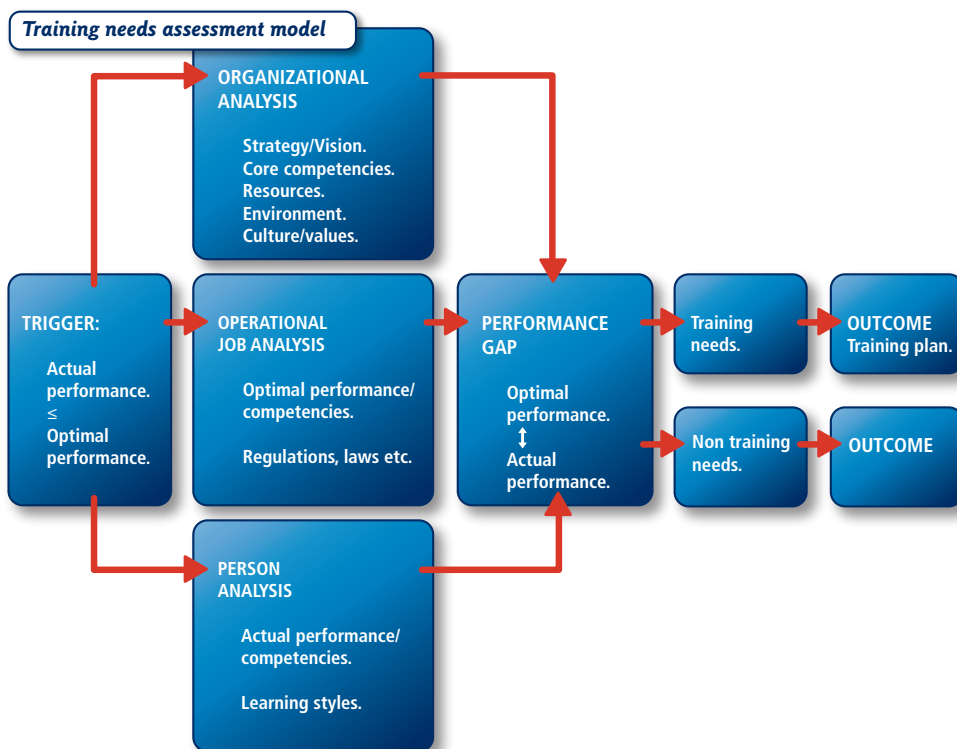 Training needs assessment model
ORGANIZATIONAL
ANALYSIS
Strategy/Vision.
Core competencies.
Resources.
Environment.
Culture/values.
TRIGGER:
Actual
performance.
≤
Optimal
performance.
OPERATIONAL
JOB ANALYSIS
Optimal performance/
competencies.
Regulations, laws etc.
PERFORMANCE
GAP
Optimal
performance.
Actual
performance.
Training
needs.
OUTCOME
Training plan.
Non training
needs.
OUTCOME
PERSON
ANALYSIS
Actual performance/
competencies.
Learning styles.